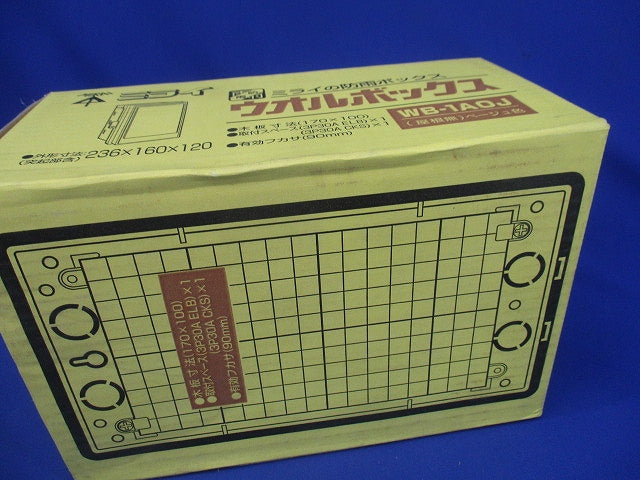 ミライ
ミライの防雨ボックス
ウオルボックス
WB-1AOJ
(屋根無)ベージュ色
●木板寸法(170×100)
●取付スペース(3P30A ELB)×1
(3P30A CKS)×1
●有効フカサ(90mm)
●外形寸法:236×160×120
(突起部含)
●木板寸法(170×100)
●取付スペース(3P30A ELB)×1
(3P30A CKS)×1
●有効フカサ(90mm)